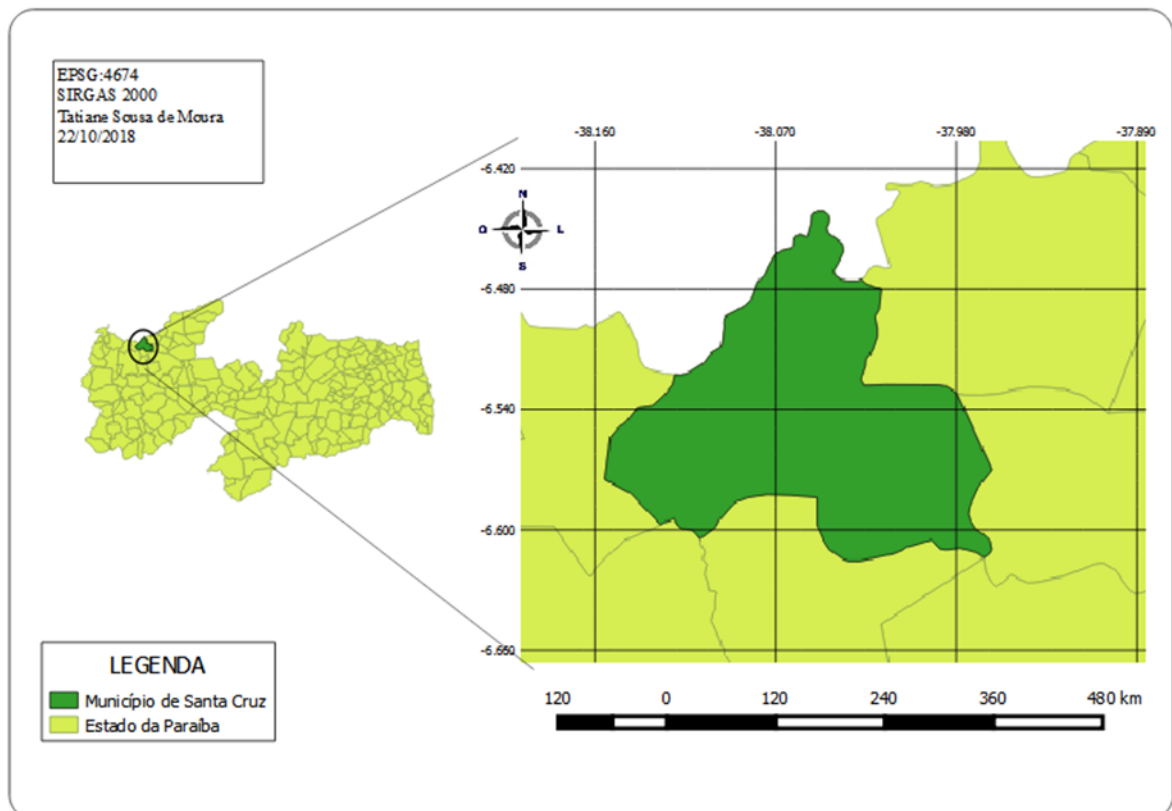 EPSG:4674
SIRGAS 2000
Tatiane Sousa de Moura
22/10/2018
-38.160 -38.070 -37.980 -37.890
-6.420
N
O L
S
-6.480
-6.540
-6.600
-6.650
LEGENDA
Município de Santa Cruz
Estado da Paraíba
120 0 120 240 360 480 km